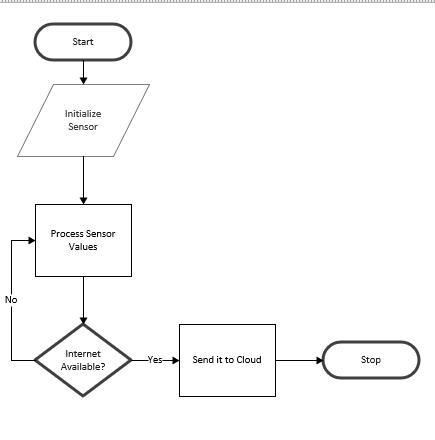 Start
Initialize
Sensor
Process Sensor
Values
No
Internet
Available?
Yes
Send it to Cloud
Stop